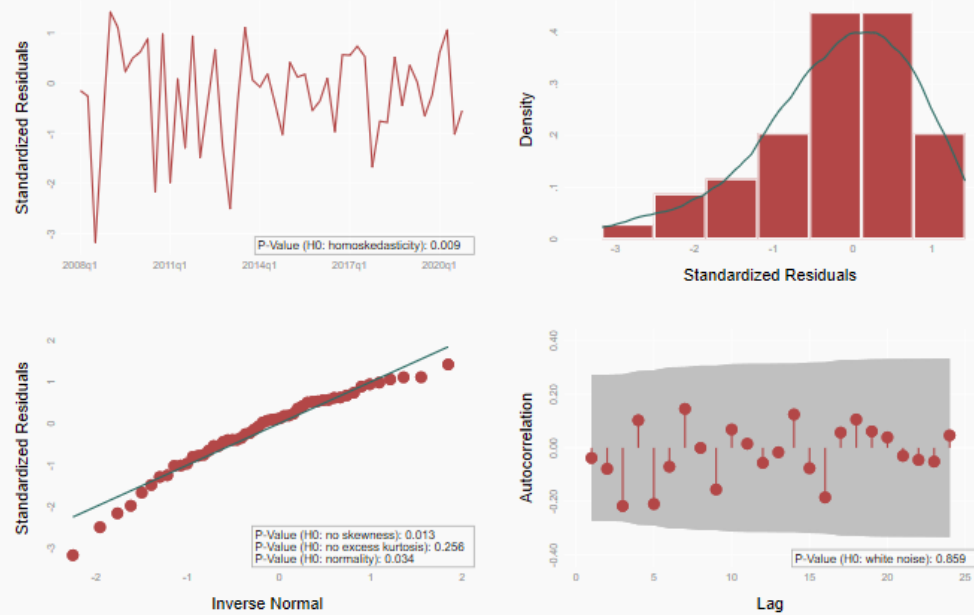 Standardized Residuals
1
0
-1
-2
-3
2008q1
2011q1
2014q1
2017q1
2020q1
P-Value (H0: homoskedasticity): 0.009
Density
.4
.3
.2
.1
0
-3
-2
-1
0
1
Standardized Residuals
Standardized Residuals
2
1
0
-1
-2
-3
-2
-1
0
1
2
P-Value (H0: no skewness): 0.013
P-Value (H0: no excess kurtosis): 0.256
P-Value (H0: normality): 0.034
Inverse Normal
Autocorrelation
0.40
0.20
0.00
-0.20
-0.40
0
5
10
15
20
25
P-Value (H0: white noise): 0.859
Lag